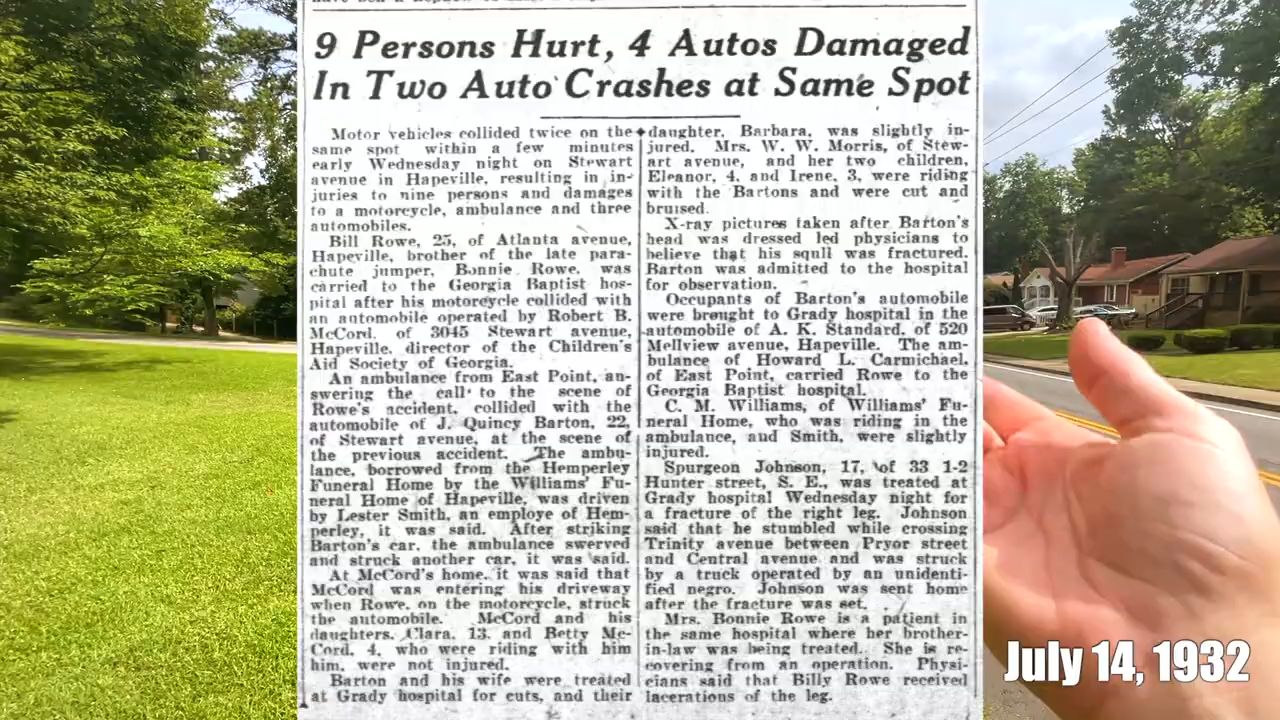 9 Persons Hurt, 4 Autos Damaged
In Two Auto Crashes at Same Spot
Motor vehicles collided twice on the
same spot within a few minutes
early Wednesday night on Stewart
avenue in Hapeville, resulting in in-
juries to nine persons and damages
to a motorcycle, ambulance and three
automobiles.
Bill Rowe, 25, of Atlanta avenue,
Hapeville, brother of the late para-
chute jumper, Bonnie Rowe, was
carried to the Georgia Baptist hos-
pital after his motorcycle collided with
an automobile operated by Robert B.
McCord, of 3045 Stewart avenue,
Hapeville, director of the Children's
Aid Society of Georgia.
An ambulance from East Point, an-
swering the call to the scene of
Rowe's accident, collided with the
automobile of J. Quincy Barton, 22,
of Stewart avenue, at the scene of
the previous accident. The ambu-
lance, borrowed from the Hemperley
Funeral Home by the Williams' Fu-
neral Home of Hapeville, was driven
by Lester Smith, an employe of Hem-
perley, it was said. After striking
Barton's car, the ambulance swerved
and struck another car, it was said.
At McCord's home, it was said that
McCord was entering his driveway
when Rowe, on the motorcycle, struck
the automobile. McCord and his
daughters, Clara, 13, and Betty Mc-
Cord, 4, who were riding with him
him, were not injured.
Barton and his wife were treated
at Grady hospital for cuts, and their
daughter, Barbara, was slightly in-
jured. Mrs. W. W. Morris, of Stew-
art avenue, and her two children,
Eleanor, 4, and Irene, 3, were riding
with the Bartons and were cut and
bruised.
X-ray pictures taken after Barton's
head was dressed led physicians to
believe that his squll was fractured.
Barton was admitted to the hospital
for observation.
Occupants of Barton's automobile
were brought to Grady hospital in the
automobile of A. K. Standard, of 520
Mellview avenue, Hapeville. The am-
bulance of Howard L. Carmichael,
of East Point, carried Rowe to the
Georgia Baptist hospital.
C. M. Williams, of Williams' Fu-
neral Home, who was riding in the
ambulance, and Smith, were slightly
injured.
Spurgeon Johnson, 17, of 33 1-2
Hunter street, S. E., was treated at
Grady hospital Wednesday night for
a fracture of the right leg. Johnson
said that he stumbled while crossing
Trinity avenue between Pryor street
and Central avenue and was struck
by a truck operated by an unidenti-
fied negro. Johnson was sent home
after the fracture was set.
Mrs. Bonnie Rowe is a patient in
the same hospital where her brother-
in-law was being treated. She is re-
covering from an operation. Physi-
cians said that Billy Rowe received
lacerations of the leg.
July 14, 1932